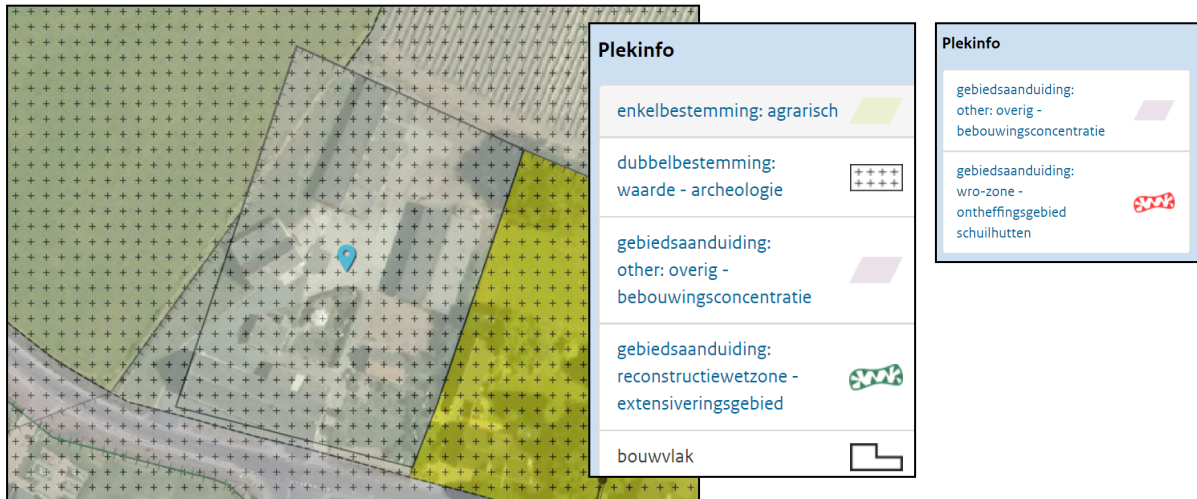 Plekinfo
enkelbestemming: agrarisch
dubbelbestemming:
waarde - archeologie
gebiedsaanduiding:
other: overig -
bebouwingsconcentratie
gebiedsaanduiding:
reconstructiewetzone -
extensiveringsgebied
bouwvlak
Plekinfo
gebiedsaanduiding:
other: overig -
bebouwingsconcentratie
gebiedsaanduiding:
wro-zone -
ontheffingsgebied
schuilhutten